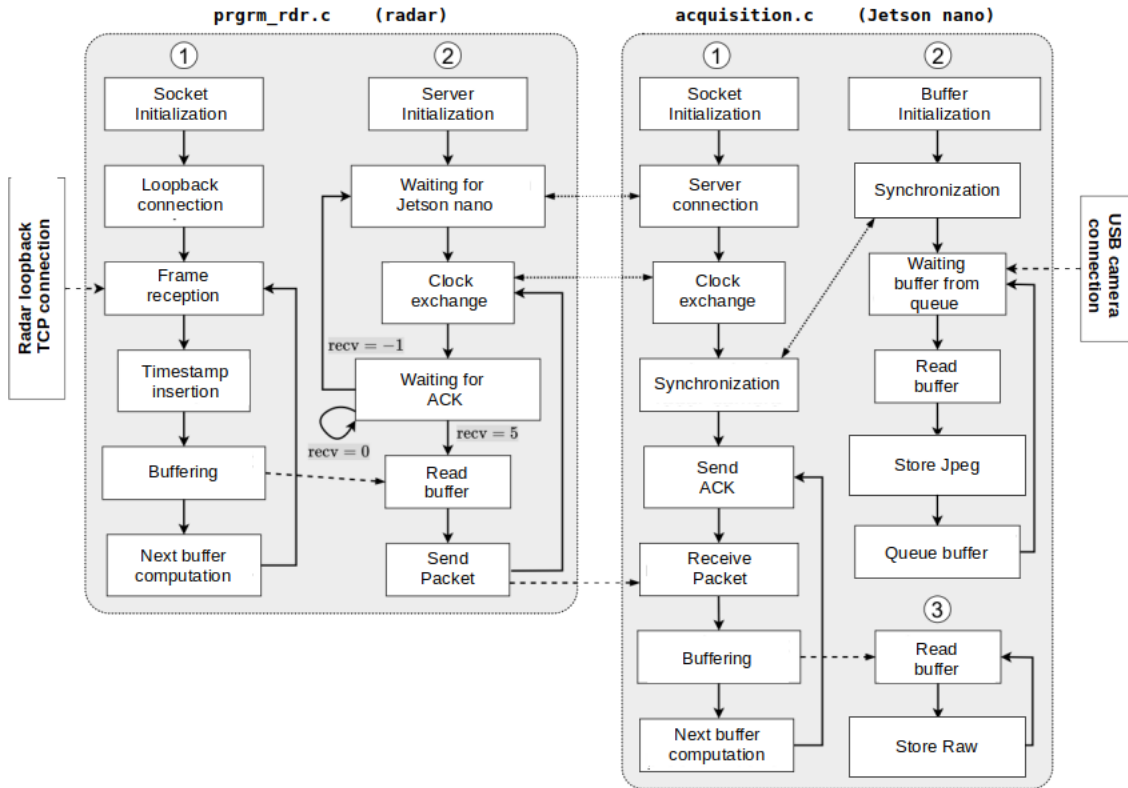 prgrm_rdr.c (radar)
1
2
Socket
Initialization
Loopback
connection
Frame
reception
Timestamp
insertion
Buffering
Next buffer
computation
Server
Initialization
Waiting for
Jetson nano
Clock
exchange
recv = −1
Waiting for
ACK
recv = 0
recv = 5
Read
buffer
Send
Packet
Radar loopback
TCP connection
acquisition.c (Jetson nano)
1
2
Socket
Initialization
Server
connection
Clock
exchange
Synchronization
Send
ACK
Receive
Packet
Buffering
Next buffer
computation
Buffer
Initialization
Synchronization
Waiting
buffer from
queue
Read
buffer
Store Jpeg
Queue buffer
3
Read
buffer
Store Raw
USB camera
connection